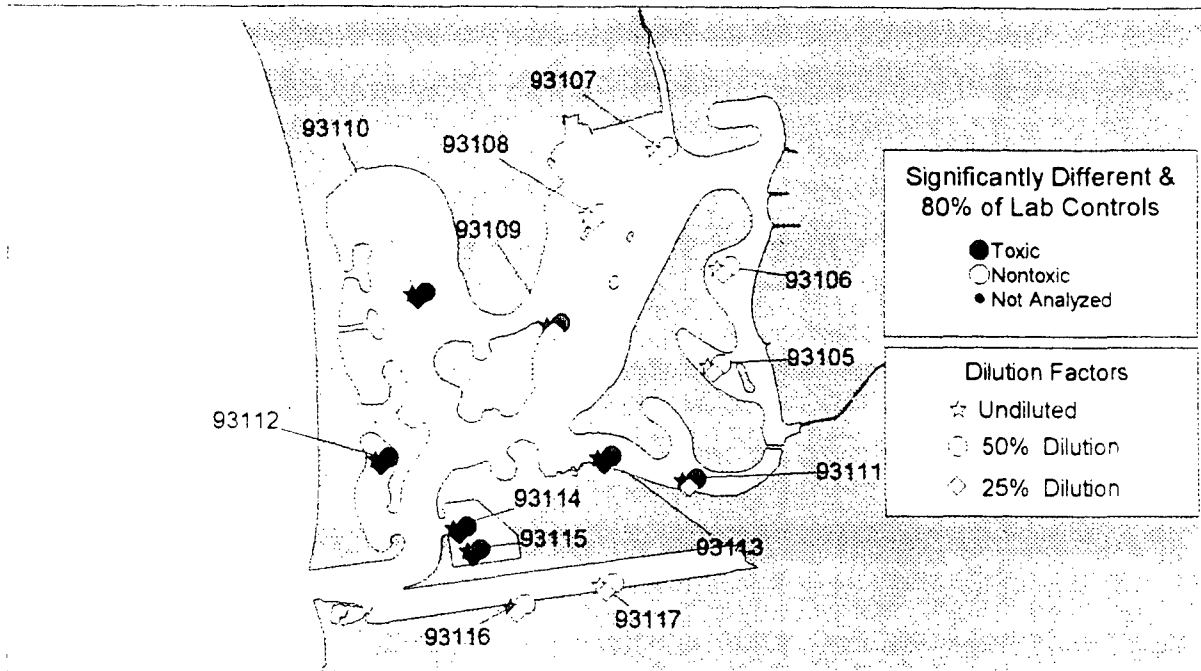 93107
93110
93108
93109
93106
93105
93112
93111
93114
93115
93113
93117
93116
Significantly Different &
80% of Lab Controls
Toxic
Nontoxic
Not Analyzed
Dilution Factors
Undiluted
50% Dilution
25% Dilution